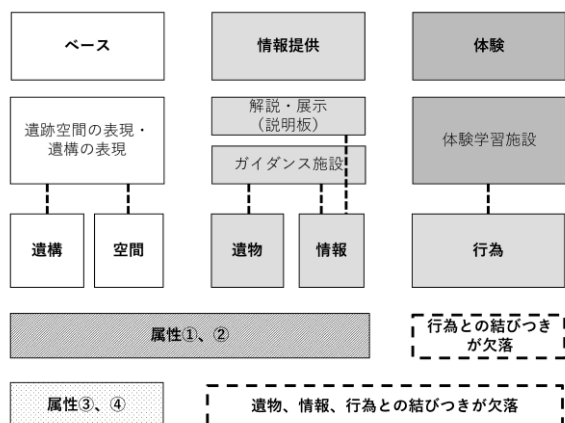 ベース
情報提供
体験
遺跡空間の表現・
遺構の表現
解説・展示
（説明板）
ガイダンス施設
体験学習施設
遺構
空間
遺物
情報
行為
属性①、②
行為との結びつき
が欠落
属性③、④
遺物、情報、行為との結びつきが欠落